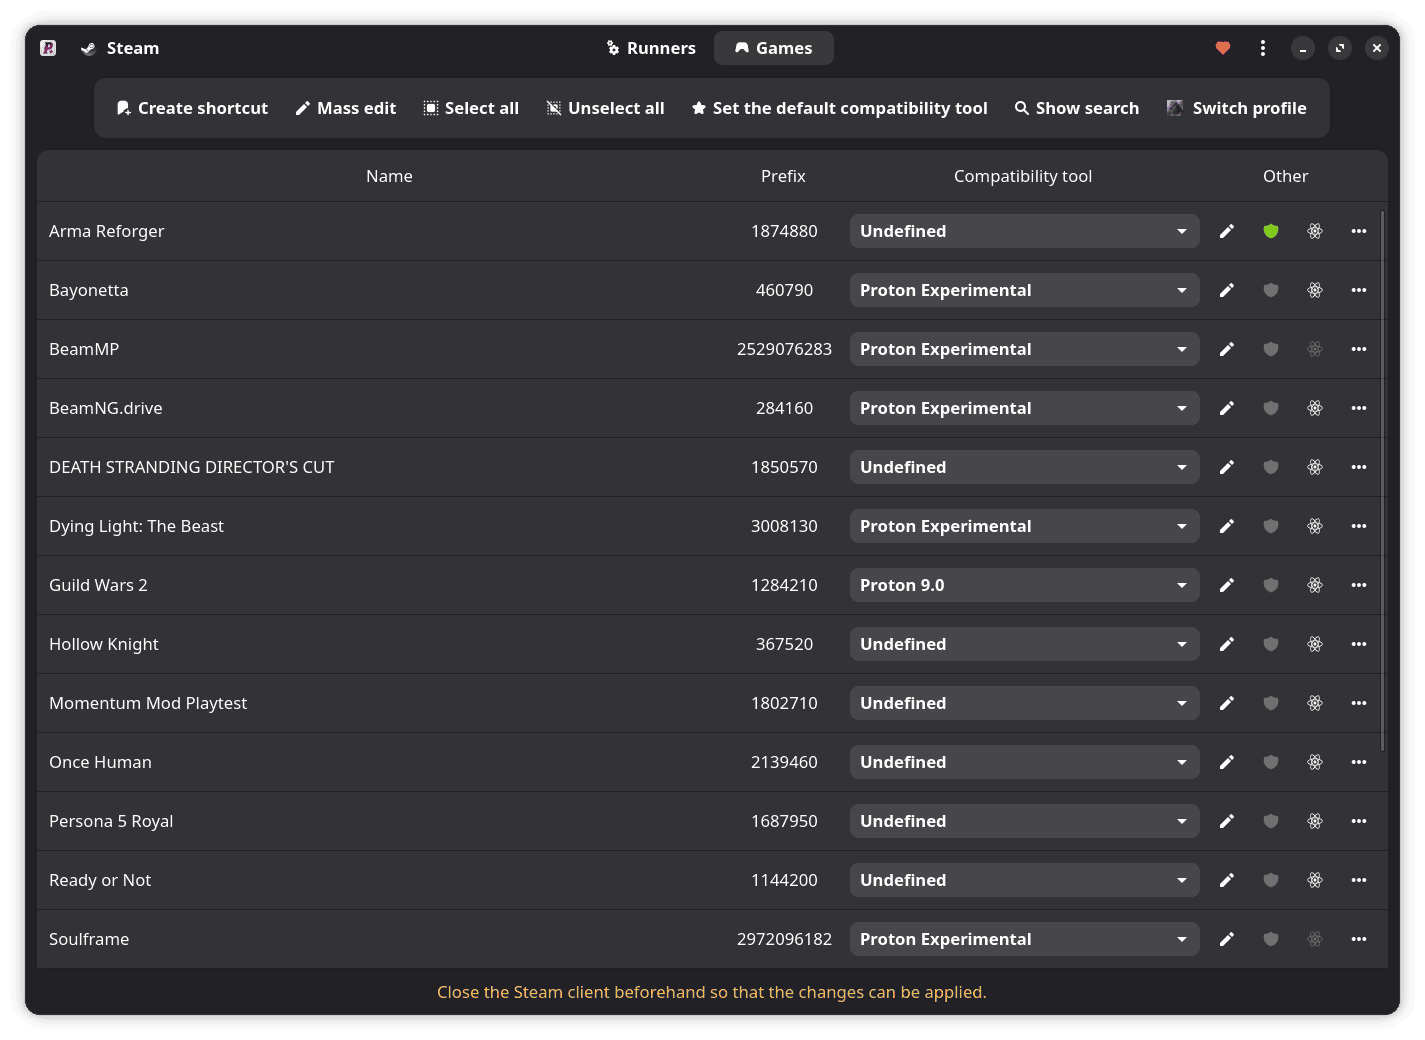 Steam Runners Games
Create shortcut Mass edit Select all Unselect all Set the default compatibility tool Show search Switch profile
Name Prefix Compatibility tool Other
Arma Reforger 1874880 Undefined
Bayonetta 460790 Proton Experimental
BeamMP 2529076283 Proton Experimental
BeamNG.drive 284160 Proton Experimental
DEATH STRANDING DIRECTOR'S CUT 1850570 Undefined
Dying Light: The Beast 3008130 Proton Experimental
Guild Wars 2 1284210 Proton 9.0
Hollow Knight 367520 Undefined
Momentum Mod Playtest 1802710 Undefined
Once Human 2139460 Undefined
Persona 5 Royal 1687950 Undefined
Ready or Not 1144200 Undefined
Soulframe 2972096182 Proton Experimental
Close the Steam client beforehand so that the changes can be applied.